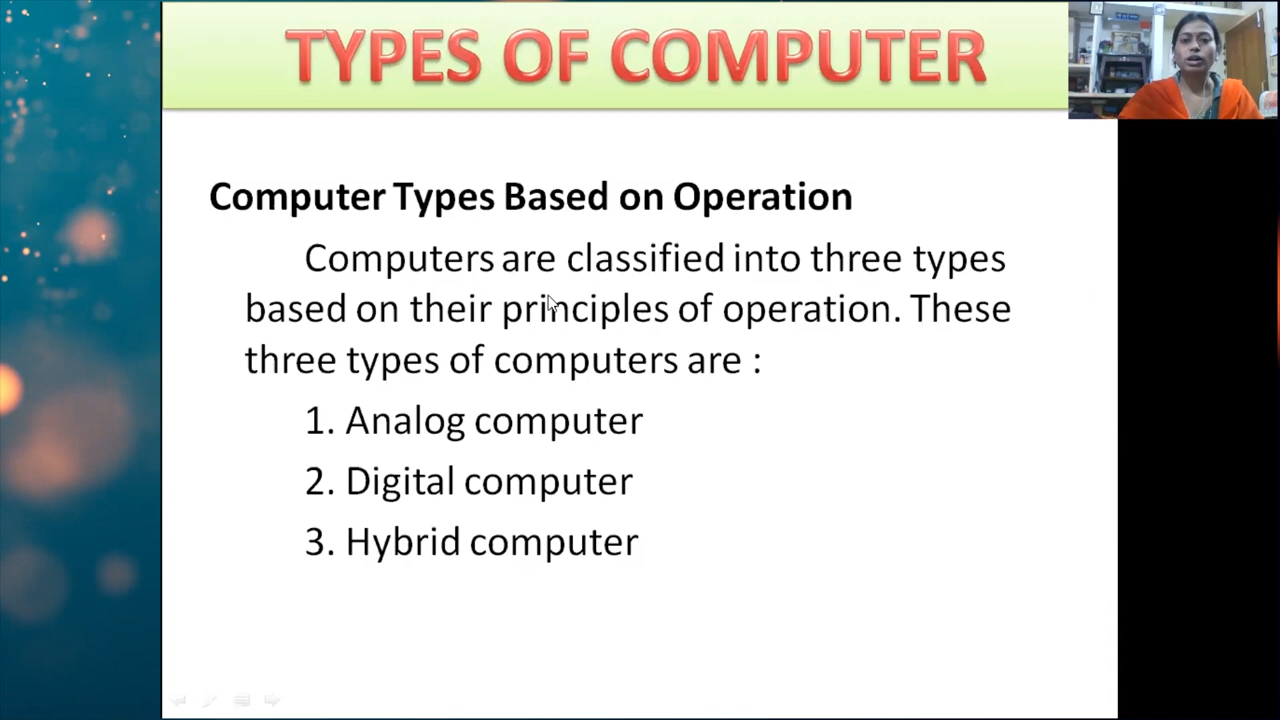 TYPES OF COMPUTER
Computer Types Based on Operation
Computers are classified into three types
based on their principles of operation. These
three types of computers are :
1. Analog computer
2. Digital computer
3. Hybrid computer